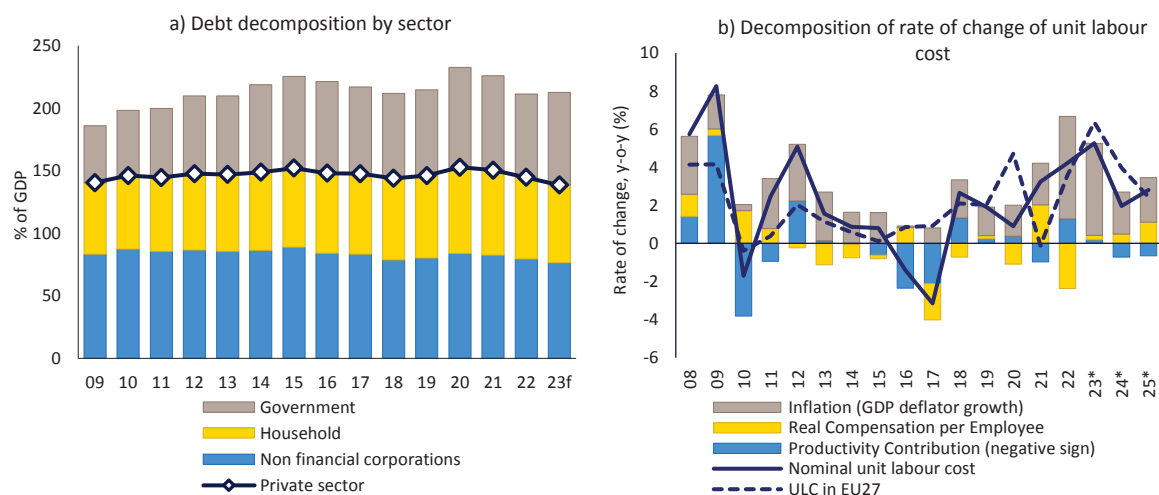 a) Debt decomposition by sector
250
200
150
100
50
0
% of GDP
09 10 11 12 13 14 15 16 17 18 19 20 21 22 23f
Government
Household
Non financial corporations
Private sector
b) Decomposition of rate of change of unit labour
cost
10
8
6
4
2
0
-2
-4
-6
Rate of change, y-o-y (%)
08 09 10 11 12 13 14 15 16 17 18 19 20 21 22 23* 24* 25*
Inflation (GDP deflator growth)
Real Compensation per Employee
Productivity Contribution (negative sign)
Nominal unit labour cost
ULC in EU27